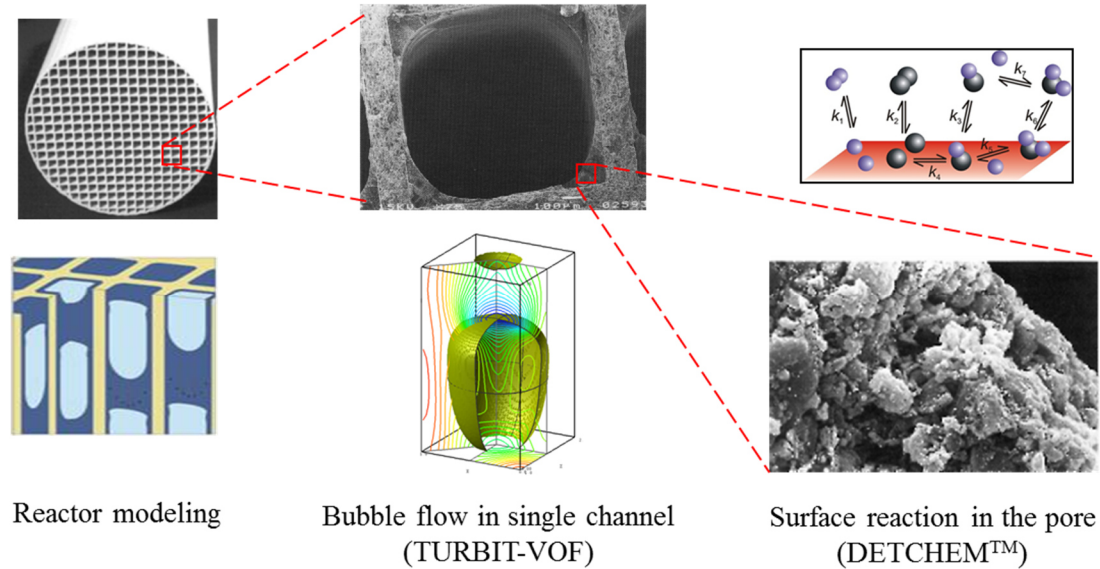 k1
k2
k3
k7
k6
k5
k4
100µm
Reactor modeling
Bubble flow in single channel
(TURBIT-VOF)
Surface reaction in the pore
(DETCHEM™)